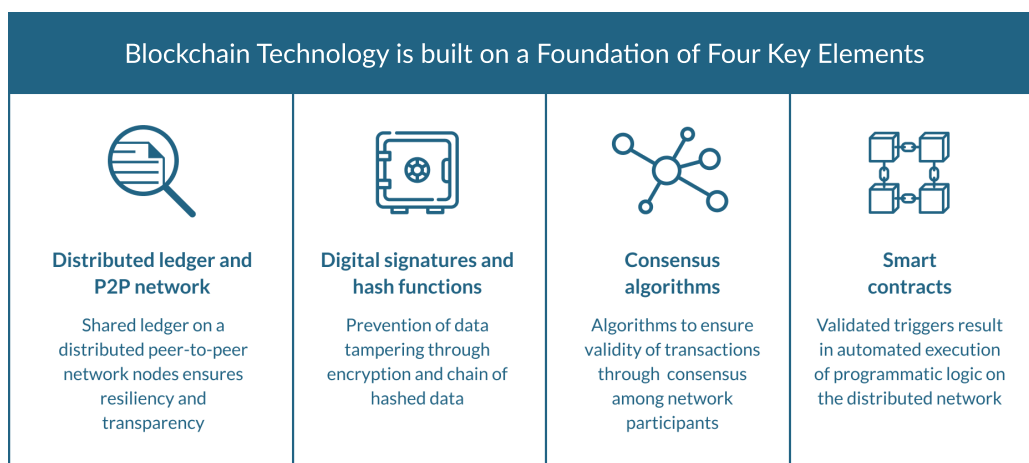 Blockchain Technology is built on a Foundation of Four Key Elements
Distributed ledger and
P2P network
Shared ledger on a
distributed peer-to-peer
network nodes ensures
resiliency and
transparency
Digital signatures and
hash functions
Prevention of data
tampering through
encryption and chain of
hashed data
Consensus
algorithms
Algorithms to ensure
validity of transactions
through consensus
among network
participants
Smart
contracts
Validated triggers result
in automated execution
of programmatic logic on
the distributed network